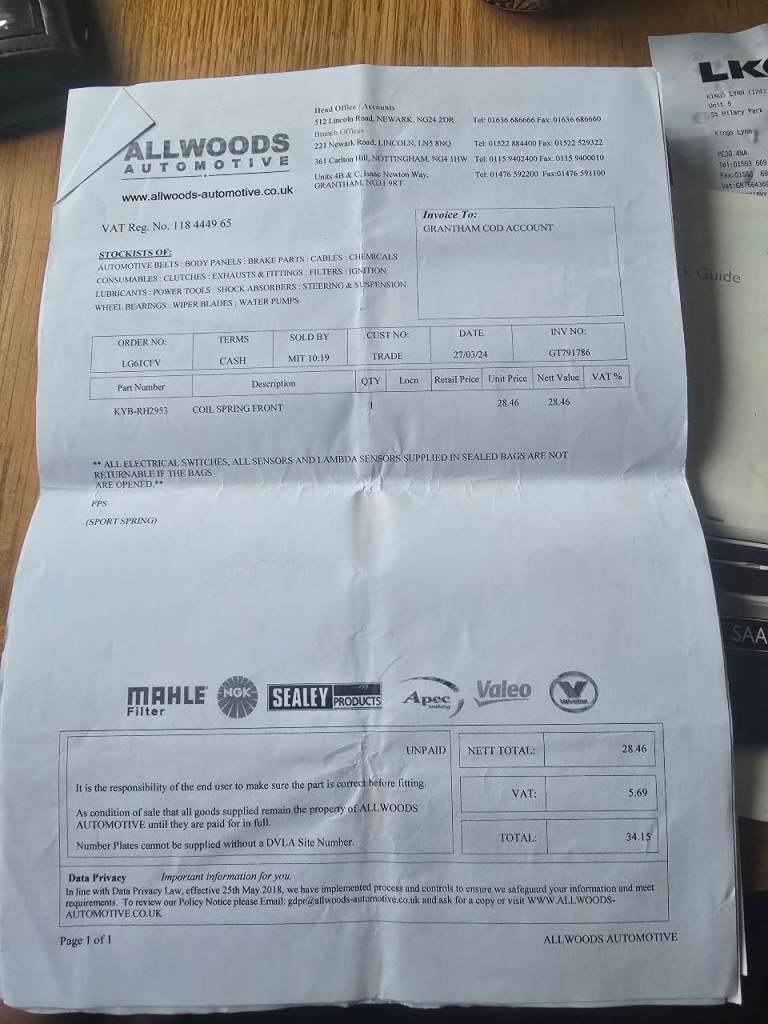 ALLWOODS
AUTOMOTIVE
www.allwoods-automotive.co.uk
Head Office / Accounts
512 Lincoln Road, NEWARK, NG24 2DR Tel: 01636 686666 Fax: 01636 686660
Branch Offices
221 Newark Road, LINCOLN, LN5 8NQ Tel: 01522 884400 Fax: 01522 529322
361 Carlton Hill, NOTTINGHAM, NG4 1HW Tel: 0115 9402400 Fax: 0115 9400010
Units 4B & C, Isaac Newton Way, Tel: 01476 592200 Fax:01476 591100
GRANTHAM, NG31 9RT
VAT Reg. No. 118 4449 65
Invoice To:
GRANTHAM COD ACCOUNT
STOCKISTS OF:
AUTOMOTIVE BELTS : BODY PANELS : BRAKE PARTS : CABLES : CHEMICALS
CONSUMABLES : CLUTCHES : EXHAUSTS & FITTINGS : FILTERS : IGNITION
LUBRICANTS : POWER TOOLS : SHOCK ABSORBERS : STEERING & SUSPENSION
WHEEL BEARINGS : WIPER BLADES : WATER PUMPS
ORDER NO: TERMS SOLD BY CUST NO: DATE INV NO:
LG61CFV CASH MIT 10:19 TRADE 27/03/24 GT791786
Part Number Description QTY Locn Retail Price Unit Price Nett Value VAT %
KYB-RH2953 COIL SPRING FRONT 1 28.46 28.46
** ALL ELECTRICAL SWITCHES, ALL SENSORS AND LAMBDA SENSORS SUPPLIED IN SEALED BAGS ARE NOT
RETURNABLE IF THE BAGS
ARE OPENED.**
FPS
(SPORT SPRING)
MAHLE
Filter
NGK
SEALEY PRODUCTS
Apec
Valeo
Valvoline
UNPAID
It is the responsibility of the end user to make sure the part is correct before fitting.
As condition of sale that all goods supplied remain the property of ALLWOODS
AUTOMOTIVE until they are paid for in full.
Number Plates cannot be supplied without a DVLA Site Number.
NETT TOTAL: 28.46
VAT: 5.69
TOTAL: 34.15
Data Privacy Important information for you.
In line with Data Privacy Law, effective 25th May 2018, we have implemented process and controls to ensure we safeguard your information and meet
requirements. To review our Policy Notice please Email: gdpr@allwoods-automotive.co.uk and ask for a copy or visit WWW.ALLWOODS-
AUTOMOTIVE.CO.UK
Page 1 of 1
ALLWOODS AUTOMOTIVE
LK
KINGS LYNN (124)
Unit 5
St Hilary Park
Kings Lynn
PE30 4NA
Tel:01553 669
Guide
SAA